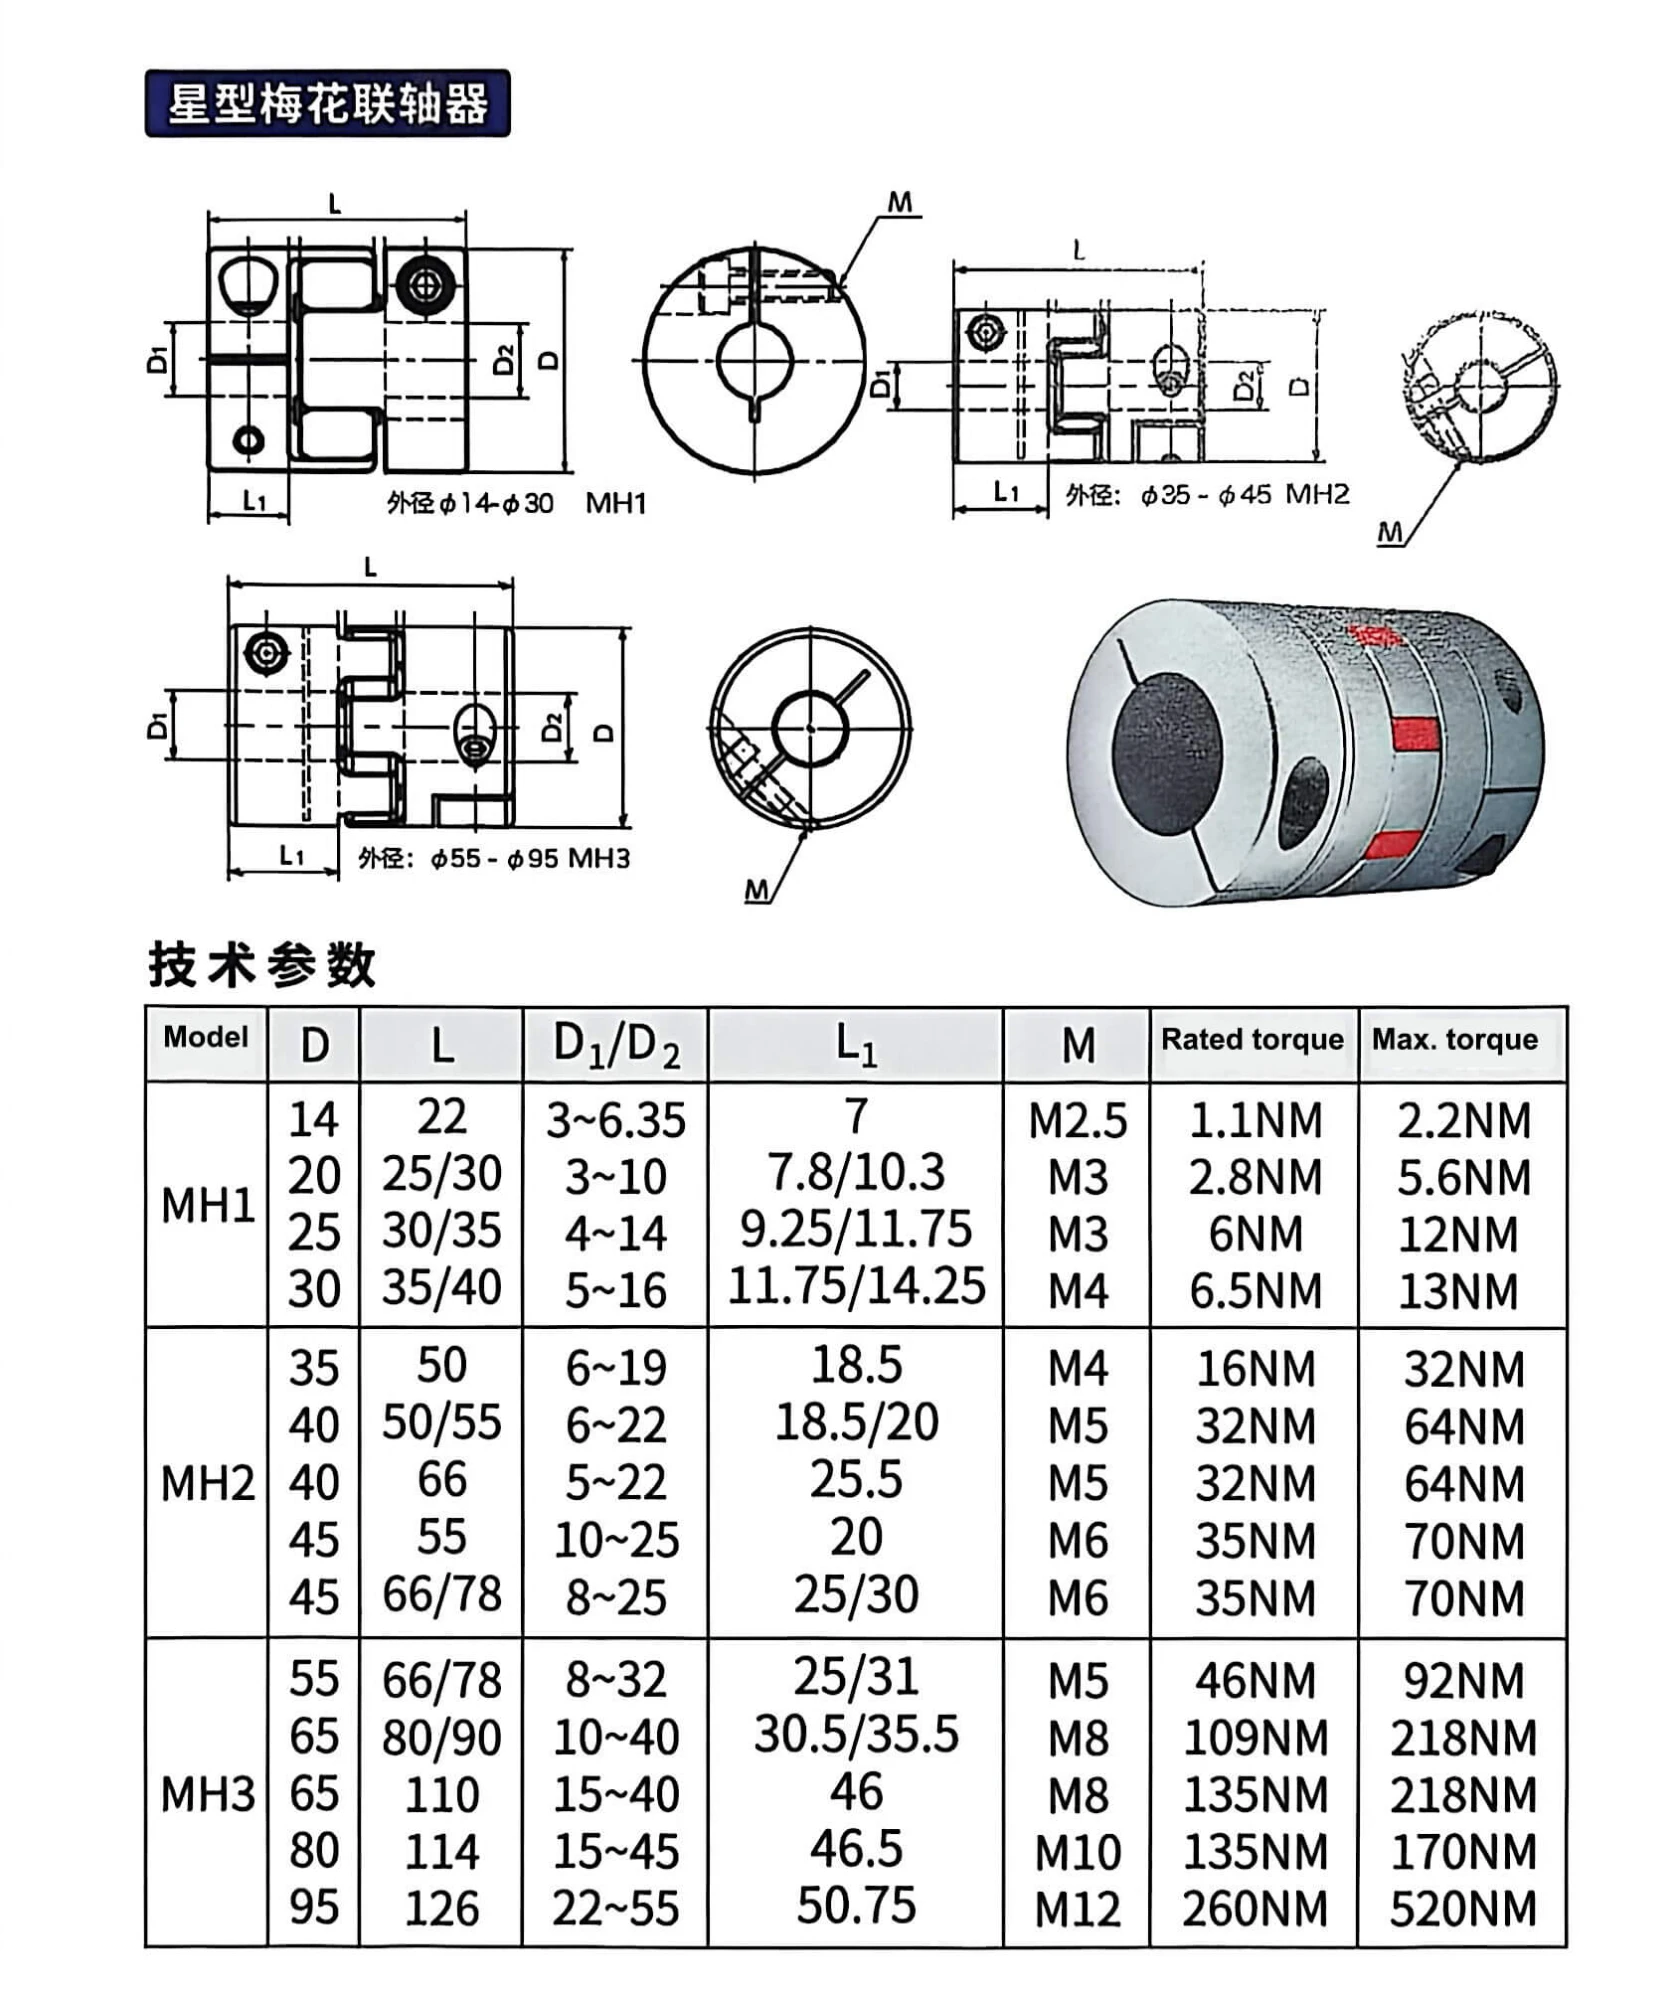 星型梅花联轴器
L
M
L
D1
D2
D
D1
D2
D
L1
外径ϕ14-ϕ30 MH1
L1
外径：ϕ35-ϕ45 MH2
M
L
D1
D2
D
L1
外径：ϕ55-ϕ95 MH3
M
技术参数
Model D L D1/D2 L1 M Rated torque Max. torque
MH1
14 22 3~6.35 7 M2.5 1.1NM 2.2NM
20 25/30 3~10 7.8/10.3 M3 2.8NM 5.6NM
25 30/35 4~14 9.25/11.75 M3 6NM 12NM
30 35/40 5~16 11.75/14.25 M4 6.5NM 13NM
MH2
35 50 6~19 18.5 M4 16NM 32NM
40 50/55 6~22 18.5/20 M5 32NM 64NM
40 66 5~22 25.5 M5 32NM 64NM
45 55 10~25 20 M6 35NM 70NM
45 66/78 8~25 25/30 M6 35NM 70NM
MH3
55 66/78 8~32 25/31 M5 46NM 92NM
65 80/90 10~40 30.5/35.5 M8 109NM 218NM
65 110 15~40 46 M8 135NM 218NM
80 114 15~45 46.5 M10 135NM 170NM
95 126 22~55 50.75 M12 260NM 520NM